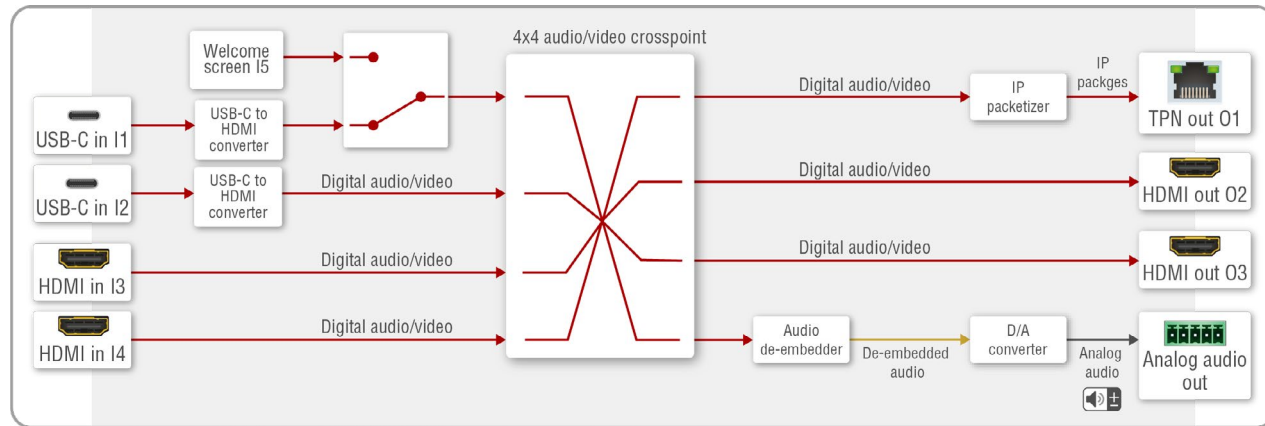 4x4 audio/video crosspoint
Welcome
screen I5
USB-C in I1
USB-C to
HDMI
converter
USB-C in I2
USB-C to
HDMI
converter
Digital audio/video
HDMI in I3
Digital audio/video
HDMI in I4
Digital audio/video
Digital audio/video
IP
packetizer
IP
packges
TPN out O1
Digital audio/video
HDMI out O2
Digital audio/video
HDMI out O3
Audio
de-embedder
De-embedded
audio
D/A
converter
Analog
audio
Analog audio
out